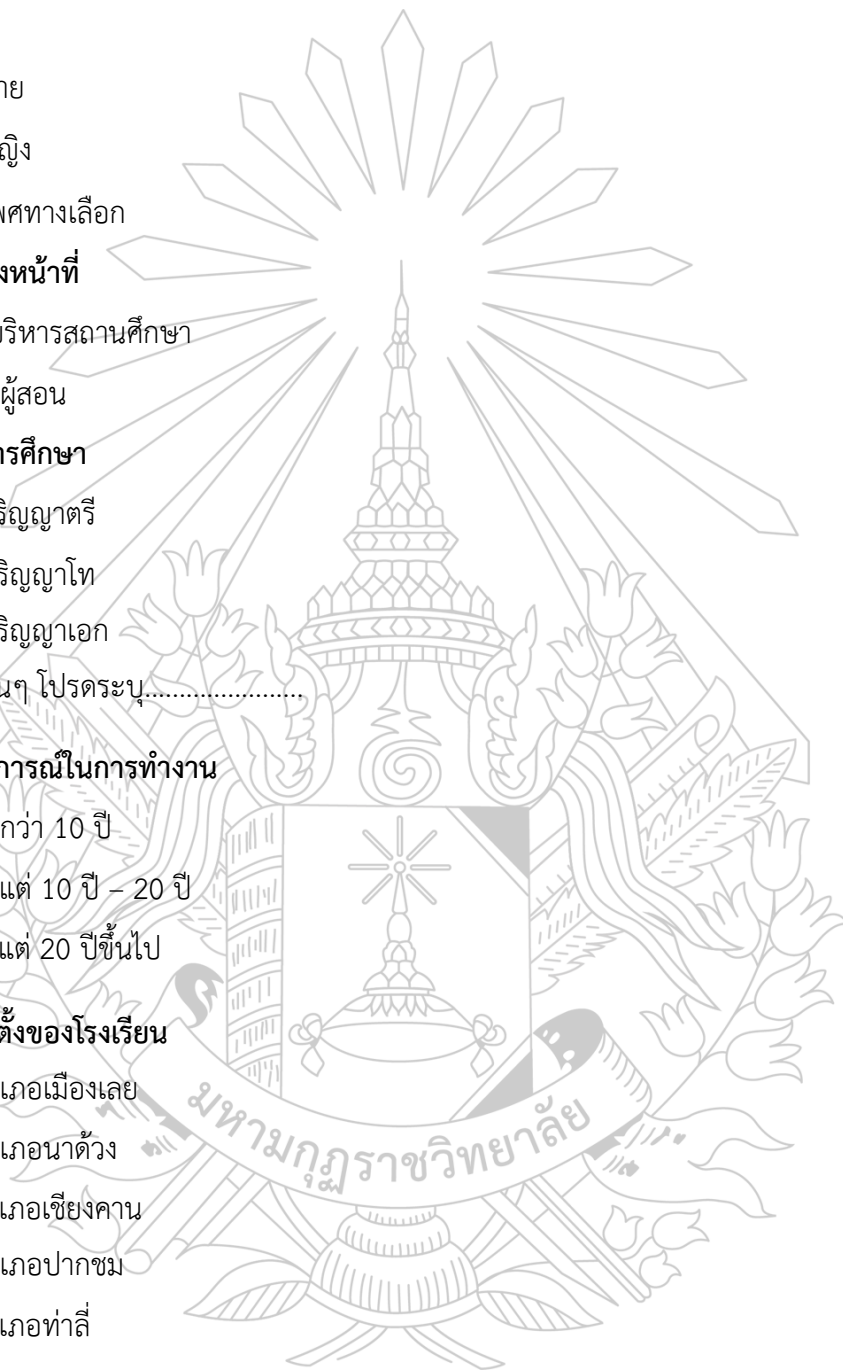 าย
ญิง
พศทางเลือก
งหน้าที่
บริหารสถานศึกษา
ผู้สอน
ารศึกษา
ริญญาตรี
ริญญาโท
ริญญาเอก
นๆ โปรดระบุ.......................
การณ์ในการทำงาน
กว่า 10 ปี
แต่ 10 ปี – 20 ปี
แต่ 20 ปีขึ้นไป
ตั้งของโรงเรียน
เภอเมืองเลย
เภอนาด้วง
เภอเชียงคาน
เภอปากชม
เภอท่าลี่
มหามกุฏราชวิทยาลัย